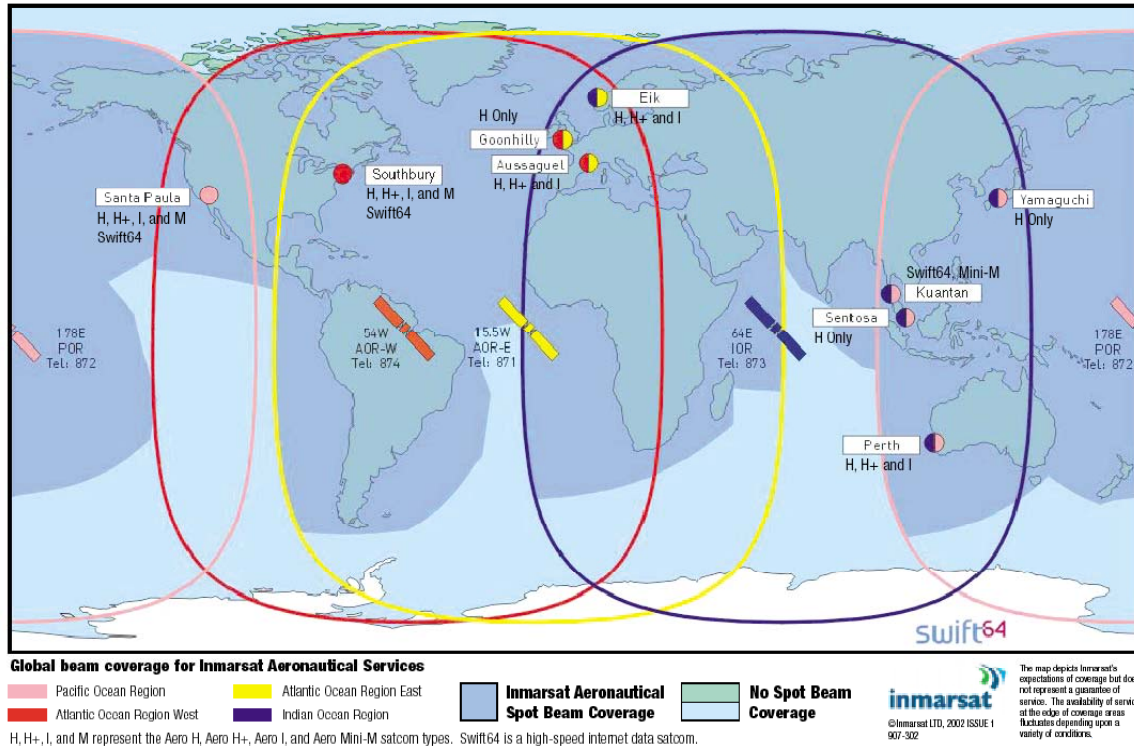 Eik
H, H+ and I
H Only
Goonhilly
Aussaguel
H, H+ and I
Southbury
H, H+, I, and M
Swift64
Santa Paula
H, H+, I, and M
Swift64
Yamaguchi
H Only
Swift64, Mini-M
Kuantan
Sentosa
H Only
178E
POR
Tel: 872
54W
AOR-W
Tel: 874
15.5W
AOR-E
Tel: 871
64E
IOR
Tel: 873
178E
POR
Tel: 872
Perth
H, H+ and I
swift64
Global beam coverage for Inmarsat Aeronautical Services
Pacific Ocean Region
Atlantic Ocean Region East
Atlantic Ocean Region West
Indian Ocean Region
Inmarsat Aeronautical
Spot Beam Coverage
No Spot Beam
Coverage
inmarsat
©Inmarsat LTD, 2002 ISSUE 1
907-302
The map depicts Inmarsat's
expectations of coverage but does
not represent a guarantee of
service. The availability of service
at the edge of coverage areas
fluctuates depending upon a
variety of conditions.
H, H+, I, and M represent the Aero H, Aero H+, Aero I, and Aero Mini-M satcom types. Swift64 is a high-speed internet data satcom.